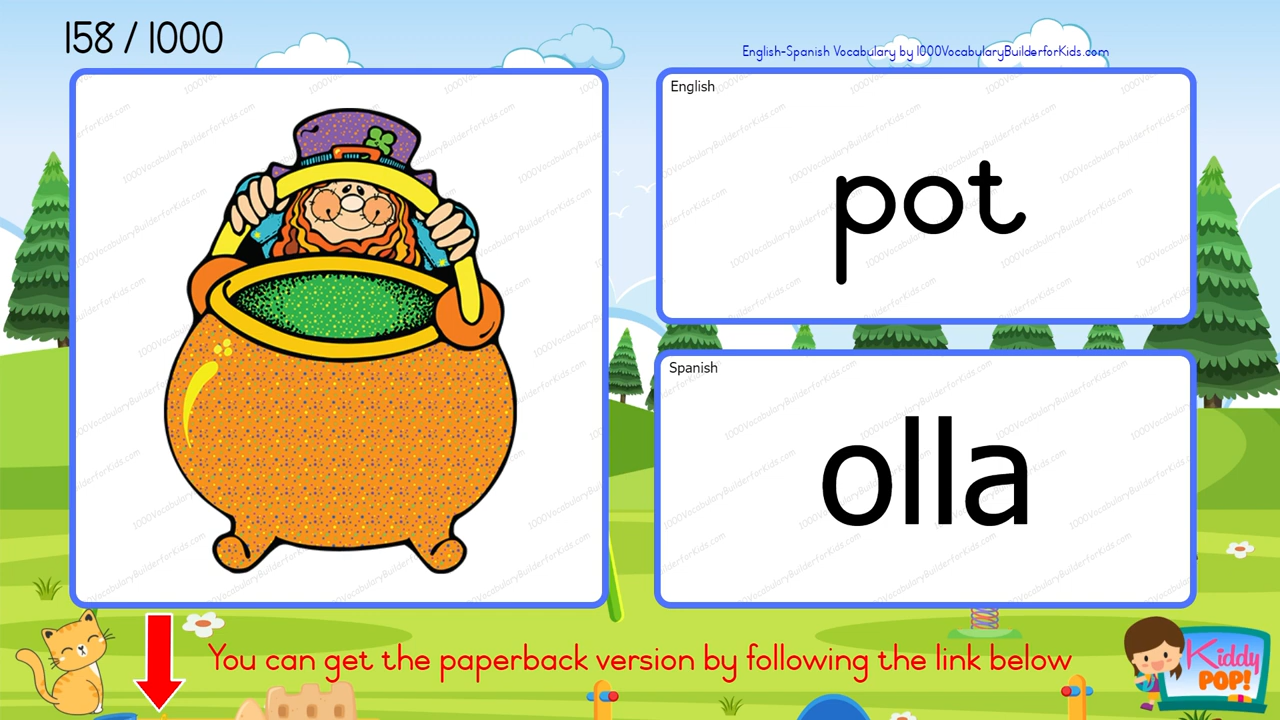 158 / 1000
English-Spanish Vocabulary by 1000VocabularyBuilderforKids.com
English
pot
Spanish
olla
You can get the paperback version by following the link below
Kiddy
POP!